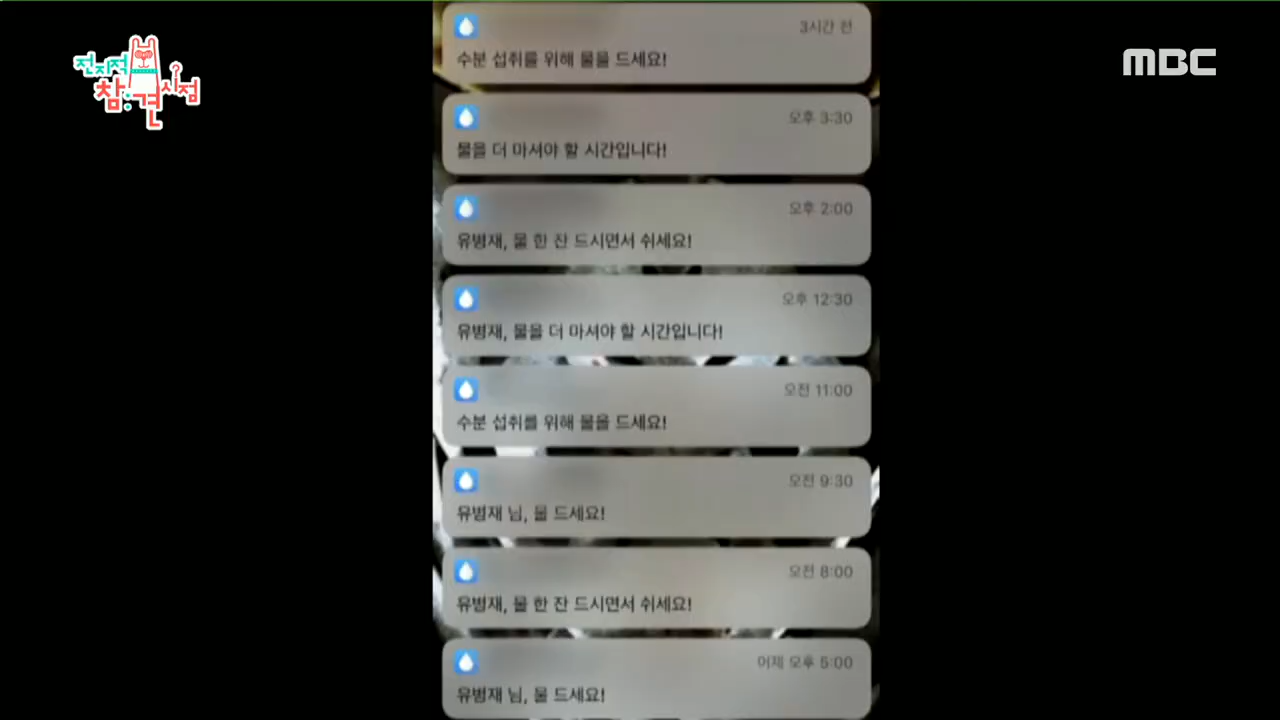 전지적
참견 시점
MBC
3시간 전
수분 섭취를 위해 물을 드세요!
오후 3:30
물을 더 마셔야 할 시간입니다!
오후 2:00
유병재, 물 한 잔 드시면서 쉬세요!
오후 12:30
유병재, 물을 더 마셔야 할 시간입니다!
오전 11:00
수분 섭취를 위해 물을 드세요!
오전 9:30
유병재 님, 물 드세요!
오전 8:00
유병재, 물 한 잔 드시면서 쉬세요!
어제 오후 5:00
유병재 님, 물 드세요!